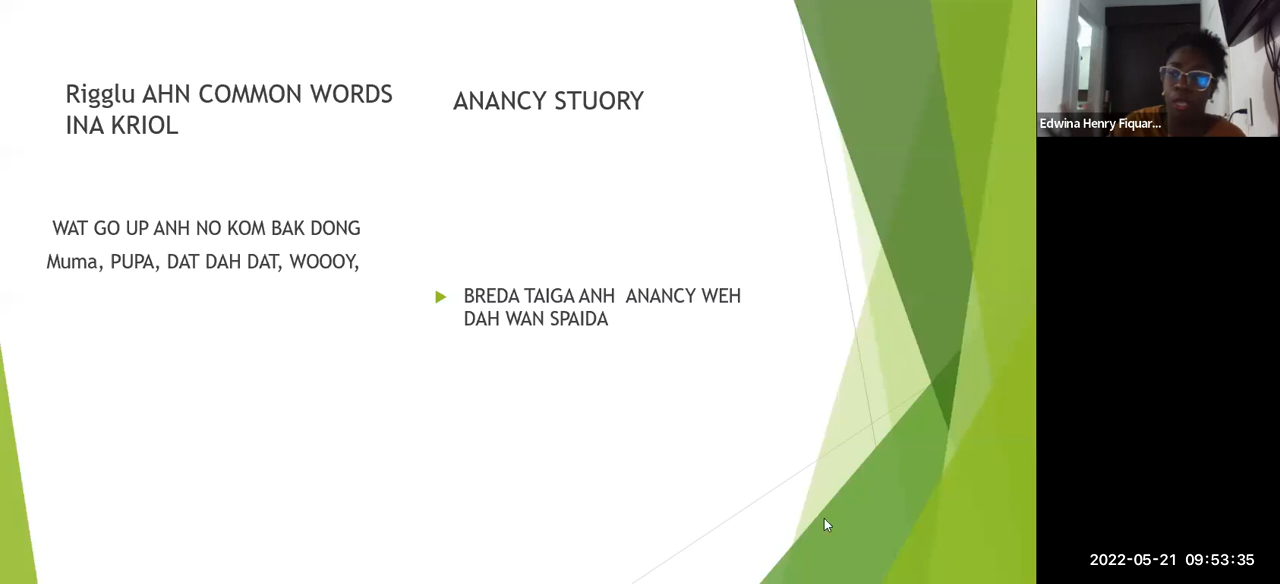 Rigglu AHN COMMON WORDS
INA KRIOL
WAT GO UP ANH NO KOM BAK DONG
Muma, PUPA, DAT DAH DAT, WOOOY,
ANANCY STUORY
BREDA TAIGA ANH ANANCY WEH
DAH WAN SPAIDA
Edwina Henry Fiquar...
2022-05-21 09:53:35